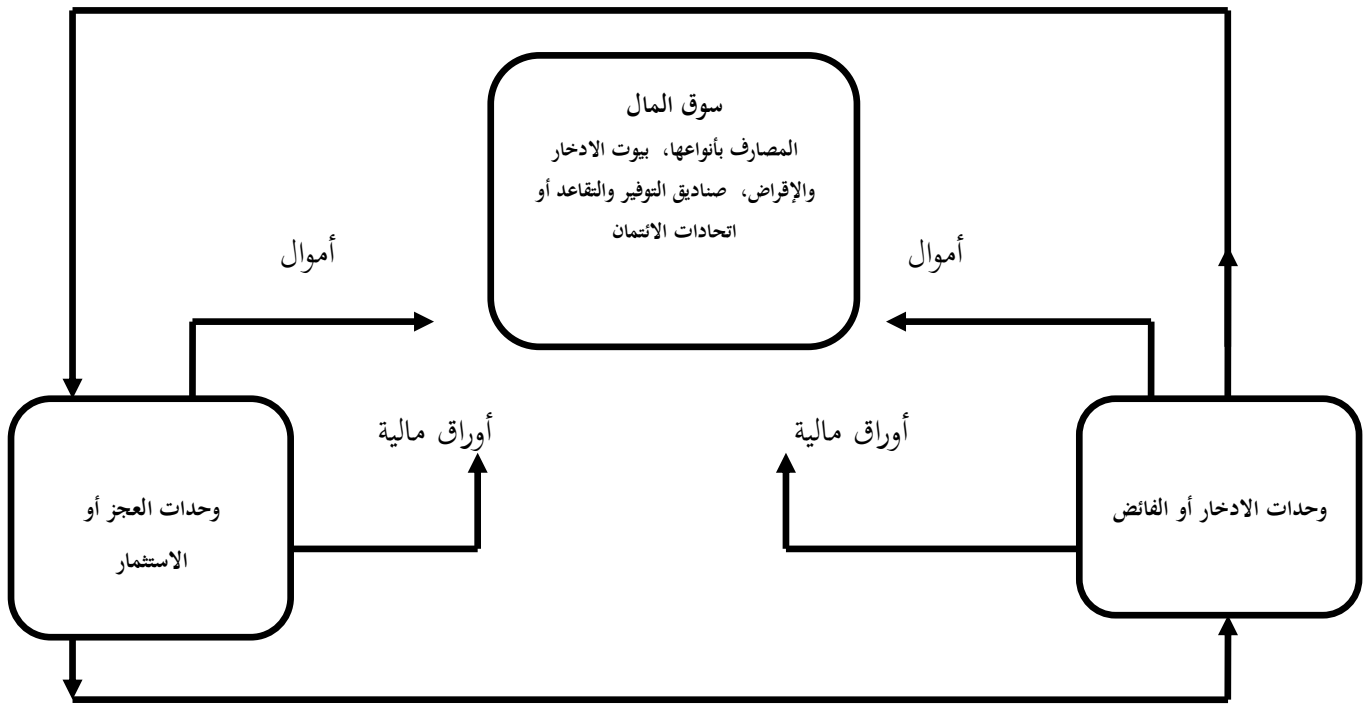 سوق المال
المصارف بأنواعها، بيوت الادخار
والإقراض، صناديق التوفير والتقاعد أو
اتحادات الائتمان
أموال
أموال
أوراق مالية
أوراق مالية
وحدات الادخار أو الفائض
وحدات العجز أو
الاستثمار